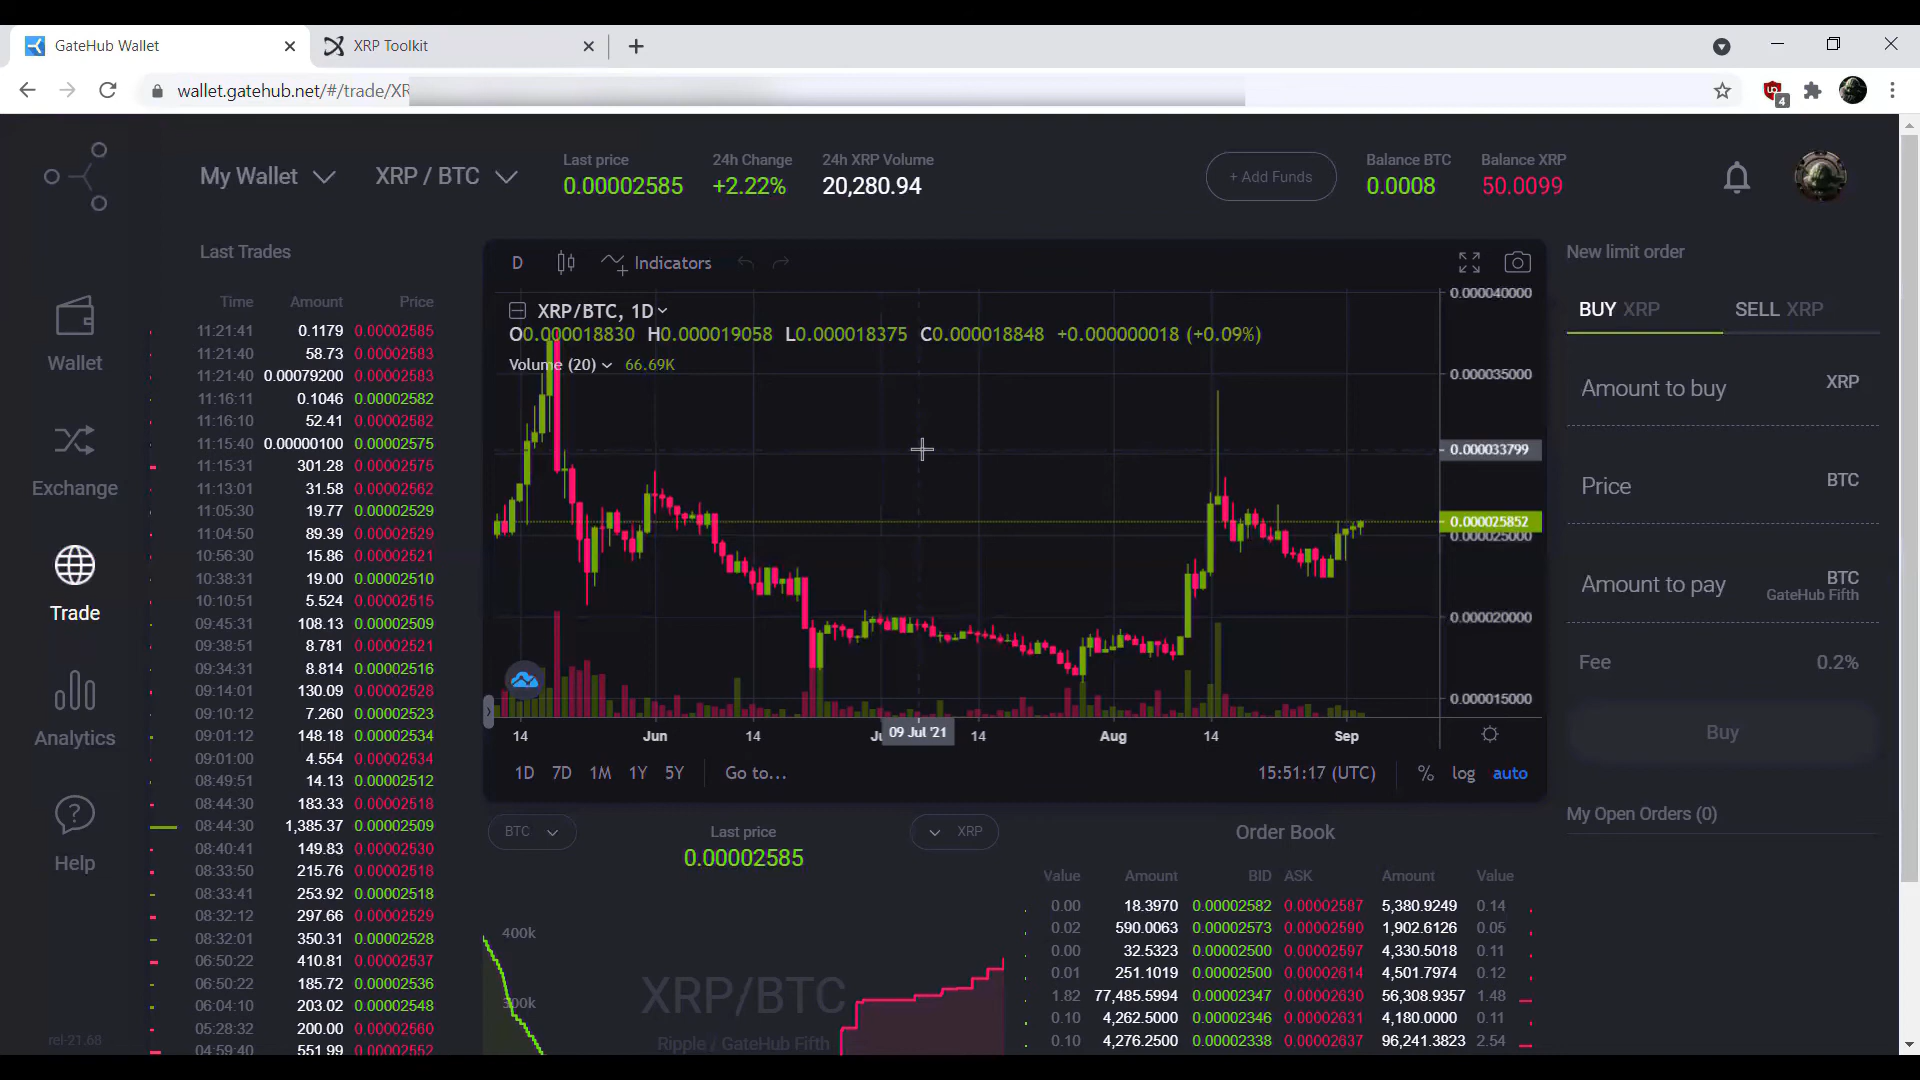 GateHub Wallet
XRP Toolkit
wallet.gatehub.net/#/trade/XR
4
My Wallet
XRP / BTC
Last price
0.00002585
24h Change
+2.22%
24h XRP Volume
20,280.94
+ Add Funds
Balance BTC
0.0008
Balance XRP
50.0099
Wallet
Exchange
Trade
Analytics
Help
rel-21.68
Last Trades
Time Amount Price
11:21:41 0.1179 0.00002585
11:21:40 58.73 0.00002583
11:21:40 0.00079200 0.00002583
11:16:11 0.1046 0.00002582
11:16:10 52.41 0.00002582
11:15:40 0.00000100 0.00002575
11:15:31 301.28 0.00002575
11:13:01 31.58 0.00002562
11:05:30 19.77 0.00002529
11:04:50 89.39 0.00002529
10:56:30 15.86 0.00002521
10:38:31 19.00 0.00002510
10:10:51 5.524 0.00002515
09:45:31 108.13 0.00002509
09:38:51 8.781 0.00002521
09:34:31 8.814 0.00002516
09:14:01 130.09 0.00002528
09:10:12 7.260 0.00002523
09:01:12 148.18 0.00002534
09:01:00 4.554 0.00002534
08:49:51 14.13 0.00002512
08:44:30 183.33 0.00002518
08:44:30 1,385.37 0.00002509
08:40:41 149.83 0.00002530
08:33:50 215.76 0.00002518
08:33:41 253.92 0.00002518
08:32:12 297.66 0.00002529
08:32:01 350.31 0.00002528
06:50:22 410.81 0.00002537
06:50:22 185.72 0.00002536
06:04:10 203.02 0.00002548
05:28:32 200.00 0.00002560
04:59:40 551.99 0.00002552
D
Indicators
XRP/BTC, 1D
O0.000018830 H0.000019058 L0.000018375 C0.000018848 +0.000000018 (+0.09%)
Volume (20) 66.69K
0.000040000
0.000035000
0.000033799
0.000025852
0.000025000
0.000020000
0.000015000
14 Jun 14 09 Jul '21 14 Aug 14 Sep
1D 7D 1M 1Y 5Y Go to...
15:51:17 (UTC) % log auto
BTC
Last price
0.00002585
XRP
400k
300k
XRP/BTC
Ripple / GateHub Fifth
Order Book
Value Amount BID ASK Amount Value
0.00 18.3970 0.00002582 0.00002587 5,380.9249 0.14
0.02 590.0063 0.00002573 0.00002590 1,902.6126 0.05
0.00 32.5323 0.00002500 0.00002597 4,330.5018 0.11
0.01 251.1019 0.00002500 0.00002614 4,501.7974 0.12
1.82 77,485.5994 0.00002347 0.00002630 56,308.9357 1.48
0.10 4,262.5000 0.00002346 0.00002631 4,180.0000 0.11
0.10 4,276.2500 0.00002338 0.00002637 96,241.3823 2.54
New limit order
BUY XRP
SELL XRP
Amount to buy XRP
Price BTC
Amount to pay BTC
GateHub Fifth
Fee 0.2%
Buy
My Open Orders (0)